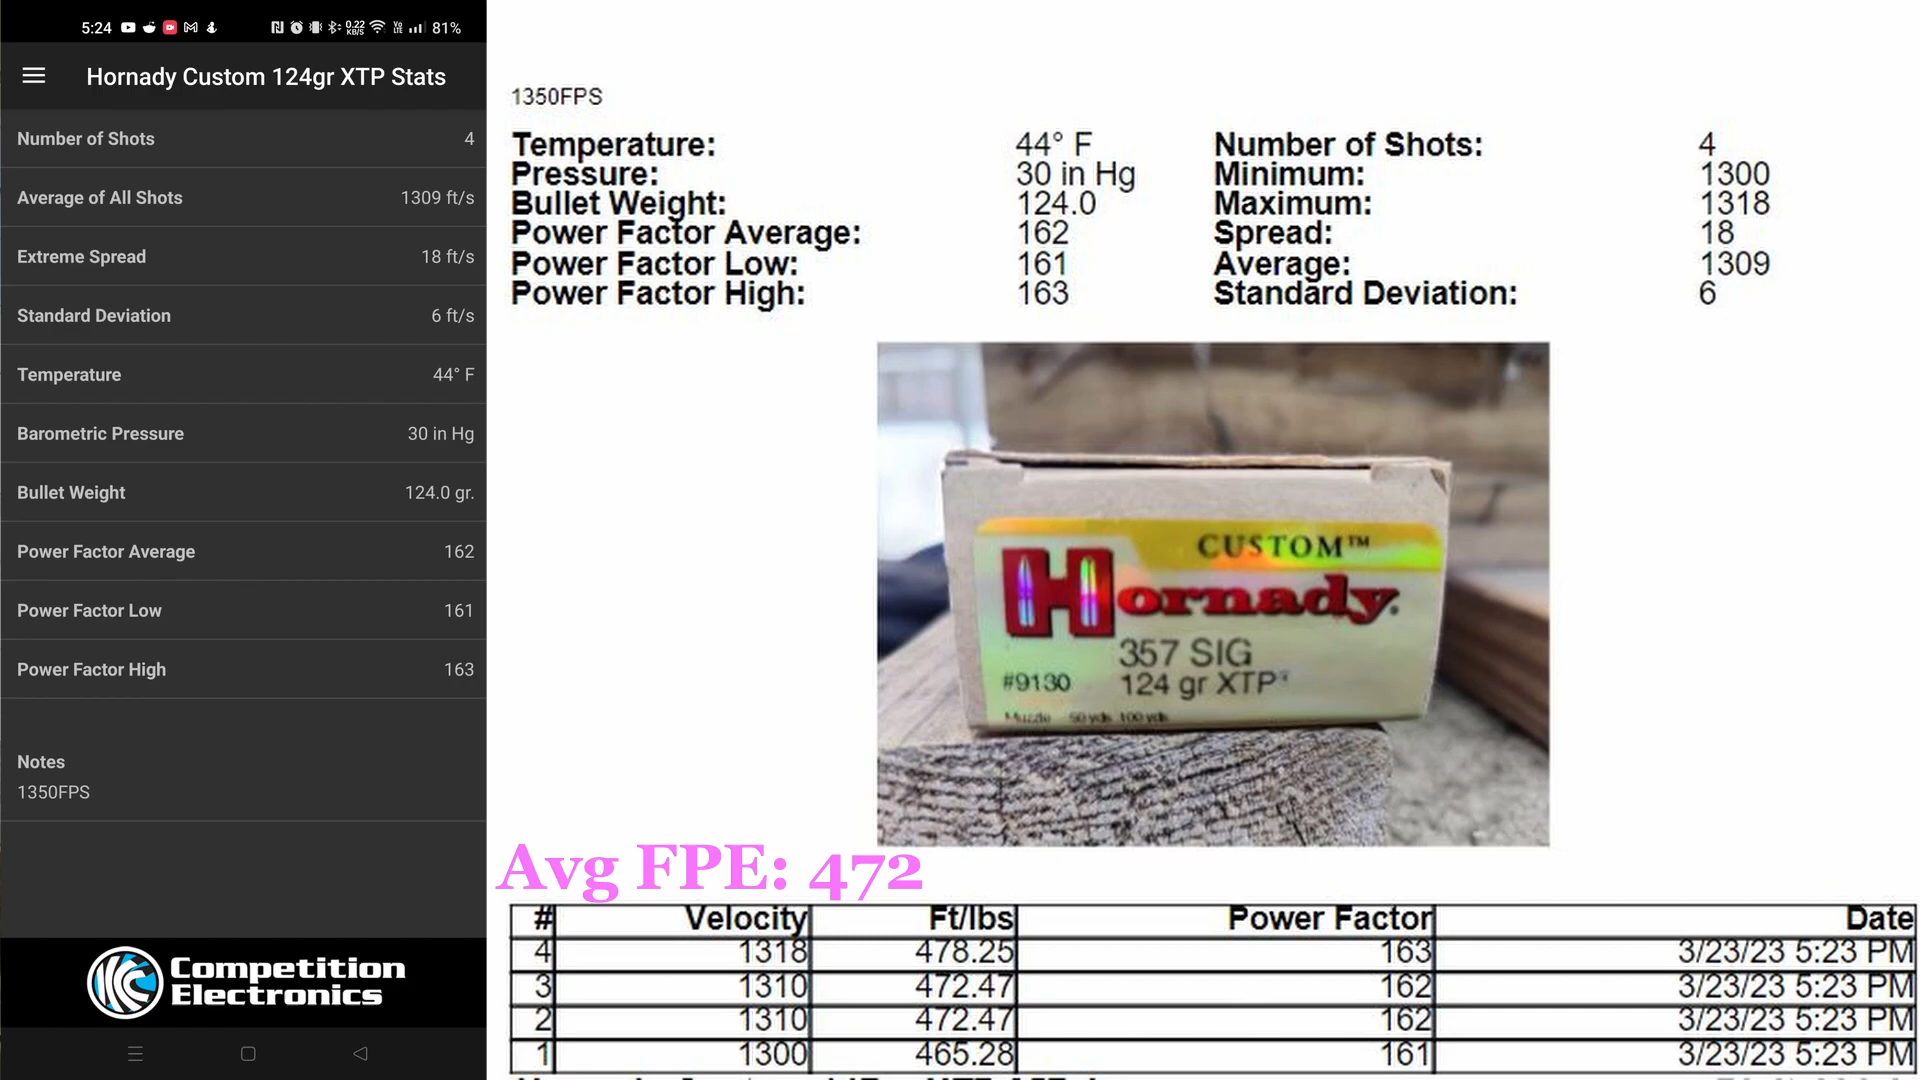 5:24
0.22 KB/S
81%
Hornady Custom 124gr XTP Stats
Number of Shots 4
Average of All Shots 1309 ft/s
Extreme Spread 18 ft/s
Standard Deviation 6 ft/s
Temperature 44° F
Barometric Pressure 30 in Hg
Bullet Weight 124.0 gr.
Power Factor Average 162
Power Factor Low 161
Power Factor High 163
Notes
1350FPS
Competition
Electronics
1350FPS
Temperature: 44° F Number of Shots: 4
Pressure: 30 in Hg Minimum: 1300
Bullet Weight: 124.0 Maximum: 1318
Power Factor Average: 162 Spread: 18
Power Factor Low: 161 Average: 1309
Power Factor High: 163 Standard Deviation: 6
CUSTOM™
Hornady.
357 SIG
#9130 124 gr XTP®
Muzzle 50 yds 100 yds
Avg FPE: 472
# Velocity Ft/lbs Power Factor Date
4 1318 478.25 163 3/23/23 5:23 PM
3 1310 472.47 162 3/23/23 5:23 PM
2 1310 472.47 162 3/23/23 5:23 PM
1 1300 465.28 161 3/23/23 5:23 PM